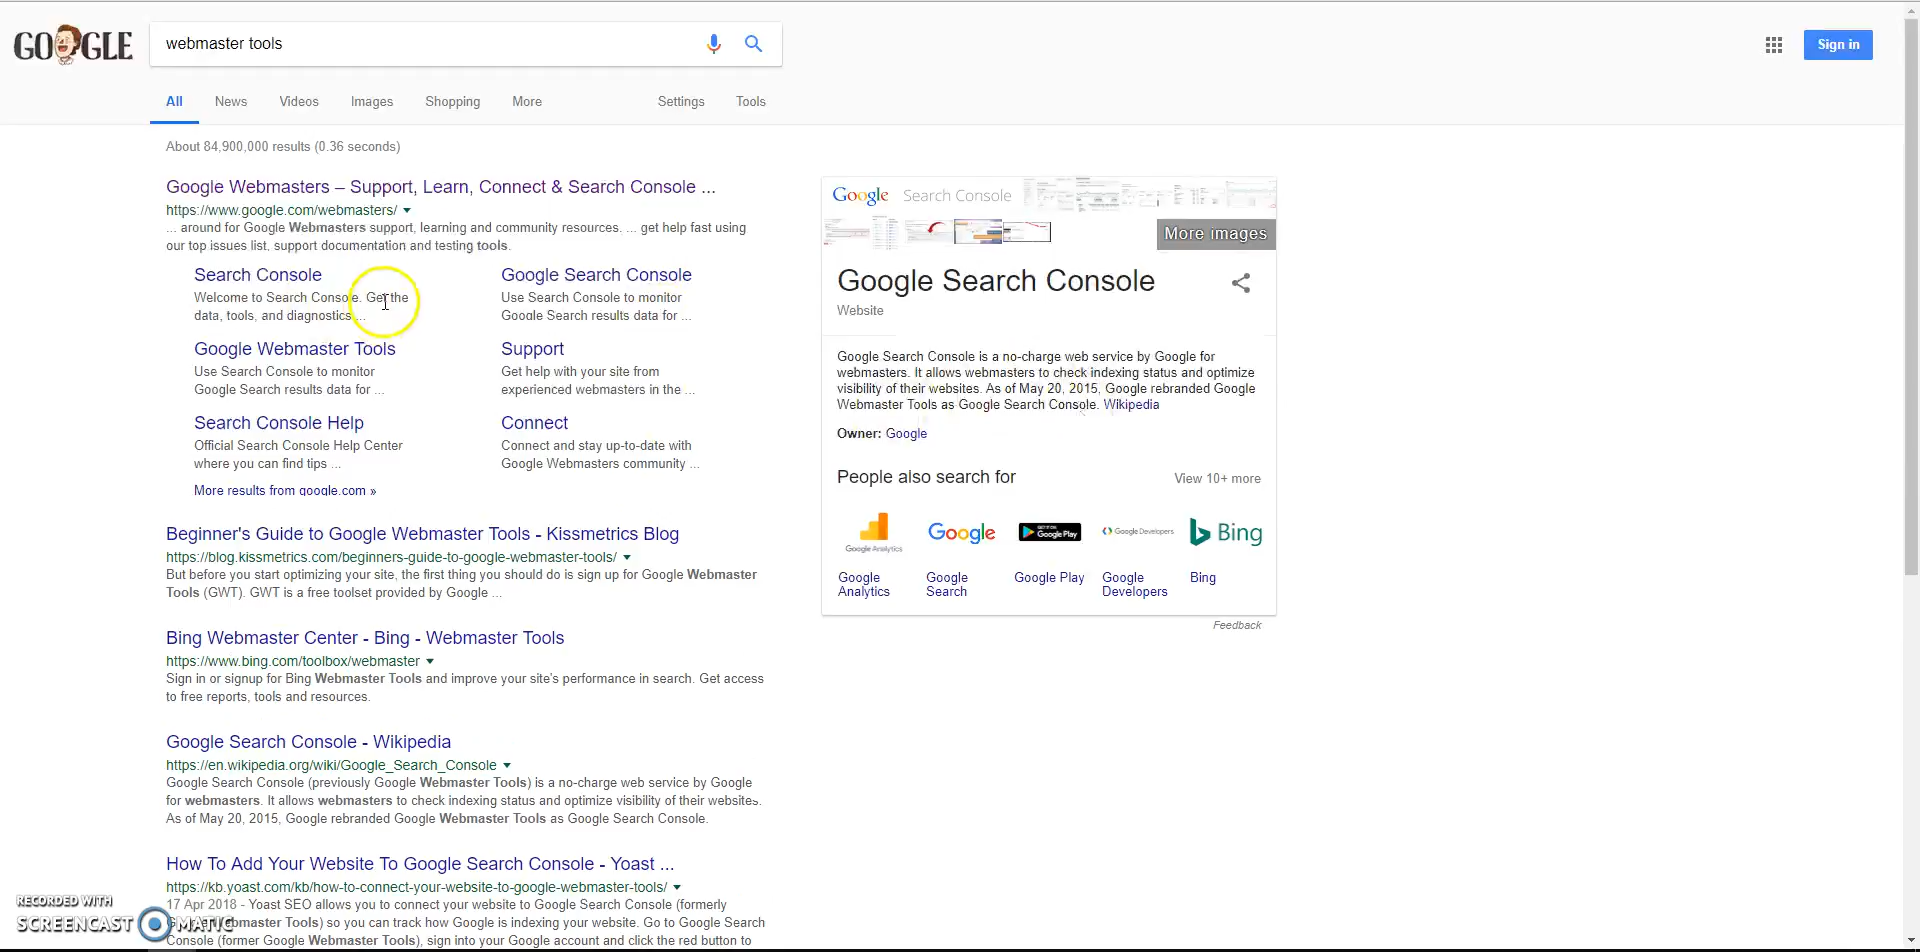 GOOGLE
webmaster tools
Sign in
All
News
Videos
Images
Shopping
More
Settings
Tools
About 84,900,000 results (0.36 seconds)
Google Webmasters – Support, Learn, Connect & Search Console ...
https://www.google.com/webmasters/
... around for Google Webmasters support, learning and community resources. ... get help fast using
our top issues list, support documentation and testing tools.
Search Console
Welcome to Search Console. Get the
data, tools, and diagnostics ...
Google Search Console
Use Search Console to monitor
Google Search results data for ...
Google Webmaster Tools
Use Search Console to monitor
Google Search results data for ...
Support
Get help with your site from
experienced webmasters in the ...
Search Console Help
Official Search Console Help Center
where you can find tips ...
Connect
Connect and stay up-to-date with
Google Webmasters community ...
More results from google.com »
Beginner's Guide to Google Webmaster Tools - Kissmetrics Blog
https://blog.kissmetrics.com/beginners-guide-to-google-webmaster-tools/
But before you start optimizing your site, the first thing you should do is sign up for Google Webmaster
Tools (GWT). GWT is a free toolset provided by Google ...
Bing Webmaster Center - Bing - Webmaster Tools
https://www.bing.com/toolbox/webmaster
Sign in or signup for Bing Webmaster Tools and improve your site's performance in search. Get access
to free reports, tools and resources.
Google Search Console - Wikipedia
https://en.wikipedia.org/wiki/Google_Search_Console
Google Search Console (previously Google Webmaster Tools) is a no-charge web service by Google
for webmasters. It allows webmasters to check indexing status and optimize visibility of their websites.
As of May 20, 2015, Google rebranded Google Webmaster Tools as Google Search Console.
How To Add Your Website To Google Search Console - Yoast ...
https://kb.yoast.com/kb/how-to-connect-your-website-to-google-webmaster-tools/
17 Apr 2018 - Yoast SEO allows you to connect your website to Google Search Console (formerly
Tools) so you can track how Google is indexing your website. Go to Google Search
Console (former Google Webmaster Tools), sign into your Google account and click the red button to
Google Search Console
More images
Google Search Console
Website
Google Search Console is a no-charge web service by Google for
webmasters. It allows webmasters to check indexing status and optimize
visibility of their websites. As of May 20, 2015, Google rebranded Google
Webmaster Tools as Google Search Console. Wikipedia
Owner: Google
People also search for
View 10+ more
Google Analytics
Google
GET IT ON
Google Play
Google Developers
Bing
Google
Analytics
Google
Search
Google Play
Google
Developers
Bing
Feedback
RECORDED WITH
SCREENCAST MATIC